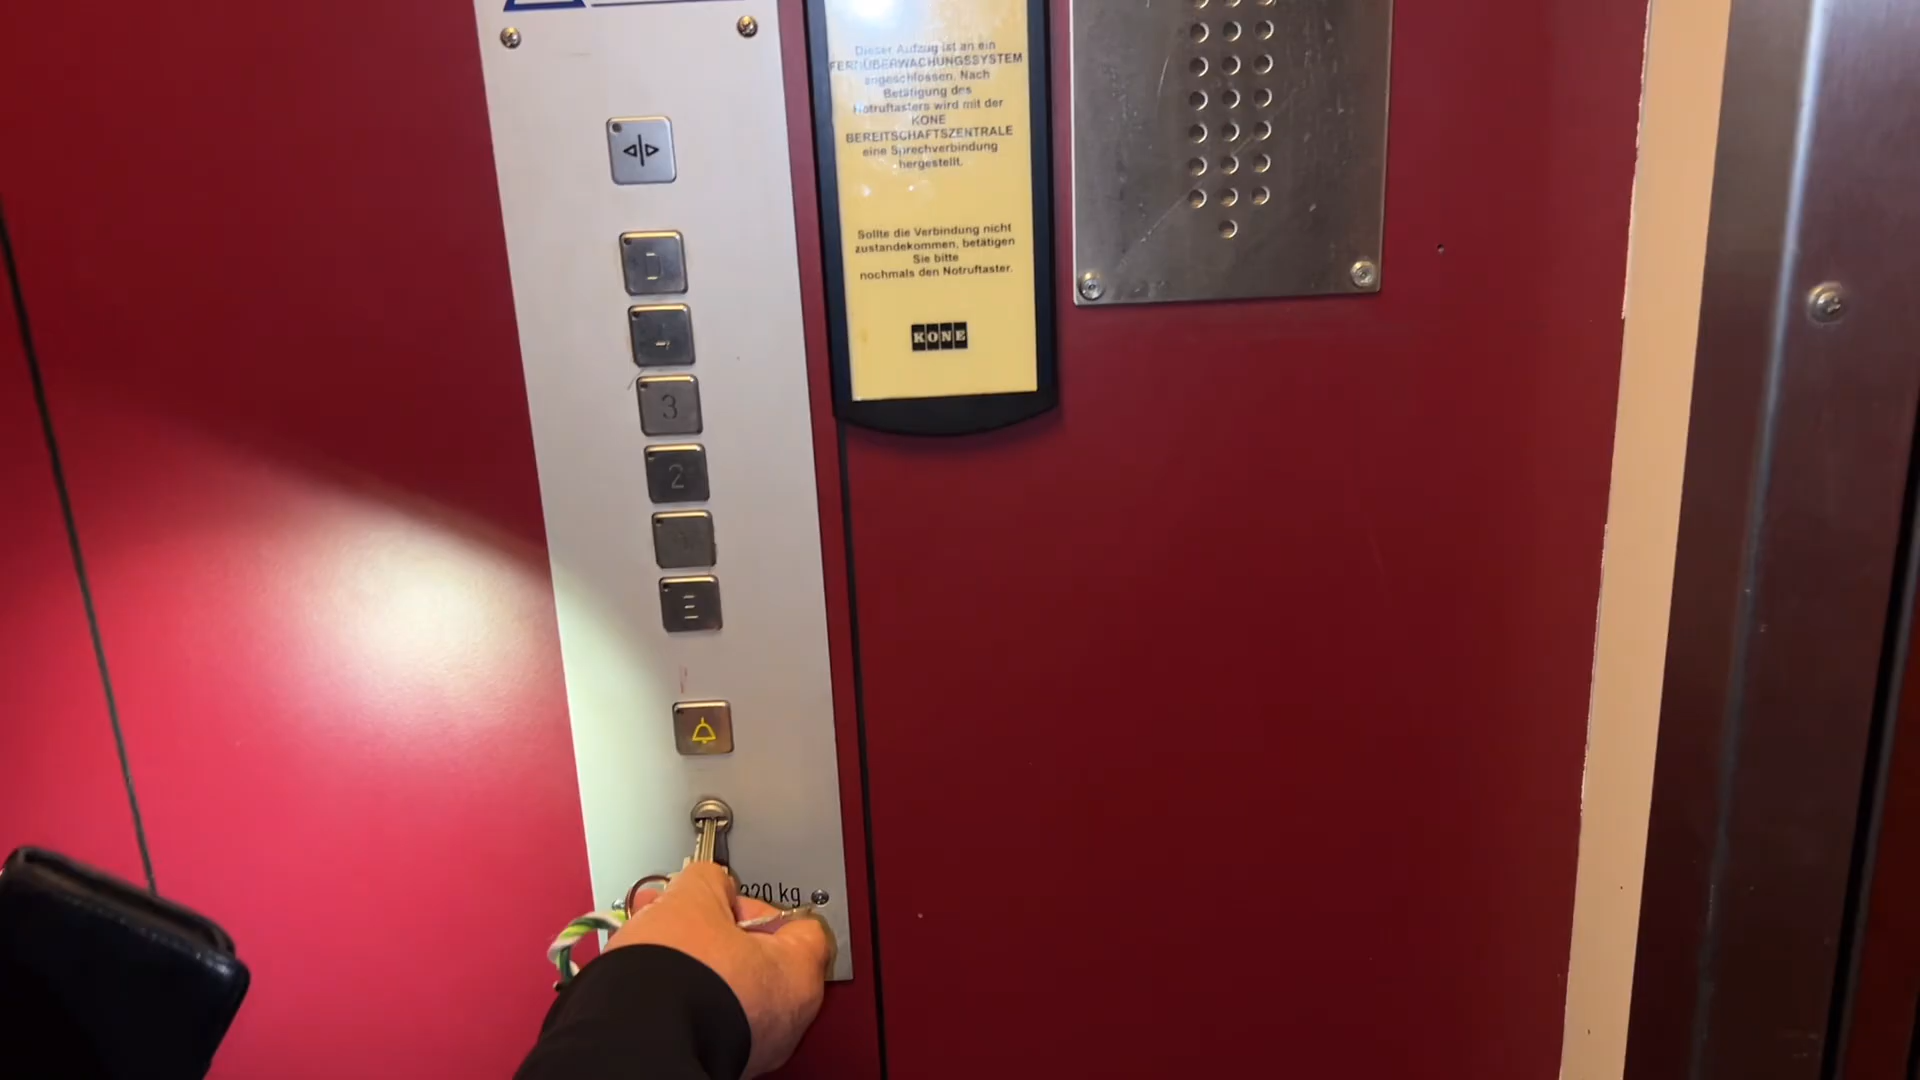 Dieser Aufzug ist an ein
FERNÜBERWACHUNGSSYSTEM
angeschlossen. Nach
Betätigung des
Notruftasters wird mit der
KONE
BEREITSCHAFTSZENTRALE
eine Sprechverbindung
hergestellt.
Sollte die Verbindung nicht
zustandekommen, betätigen
Sie bitte
nochmals den Notruftaster.
KONE
D
3
2
E
kg